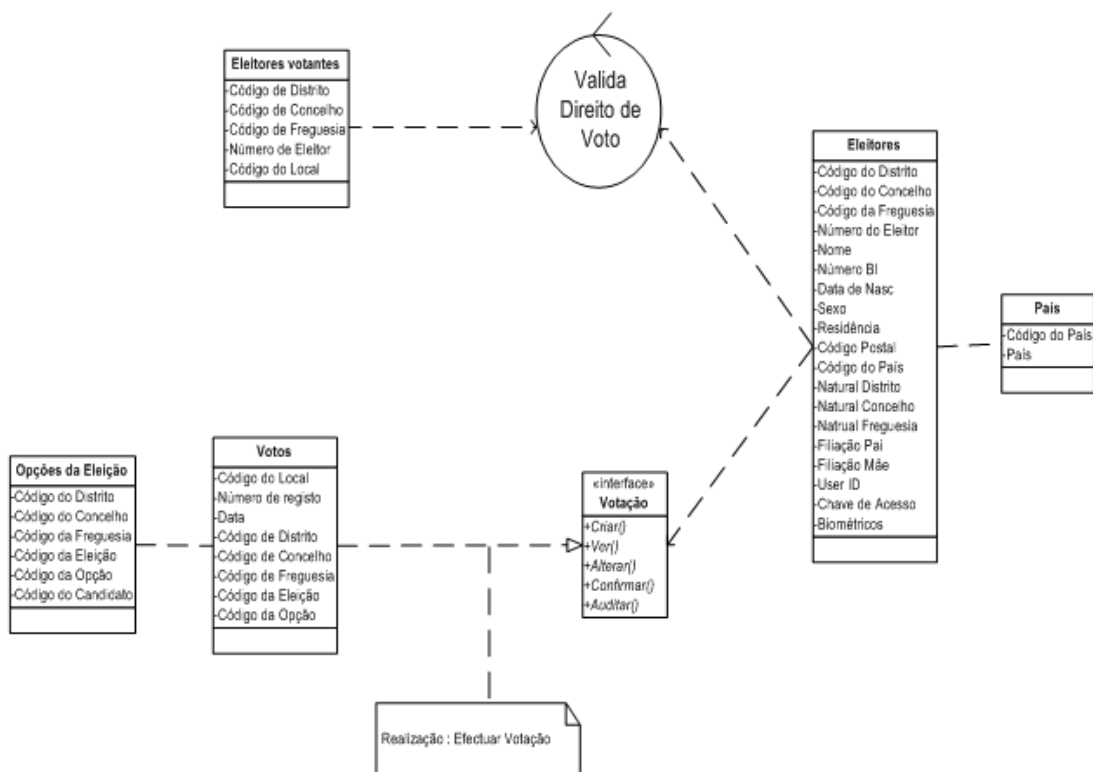 Eleitores votantes
-Código de Distrito
-Código de Concelho
-Código de Freguesia
-Número de Eleitor
-Código do Local
Valida
Direito de
Voto
Eleitores
-Código do Distrito
-Código do Concelho
-Código da Freguesia
-Número do Eleitor
-Nome
-Número BI
-Data de Nasc
-Sexo
-Residência
-Código Postal
-Código do País
-Natural Distrito
-Natural Concelho
-Natrual Freguesia
-Filiação Pai
-Filiação Mãe
-User ID
-Chave de Acesso
-Biométricos
País
-Código do País
-País
Opções da Eleição
-Código do Distrito
-Código do Concelho
-Código da Freguesia
-Código da Eleição
-Código da Opção
-Código do Candidato
Votos
-Código do Local
-Número de registo
-Data
-Código de Distrito
-Código de Concelho
-Código de Freguesia
-Código da Eleição
-Código da Opção
«interface»
Votação
+Criar()
+Ver()
+Alterar()
+Confirmar()
+Auditar()
Realização : Efectuar Votação